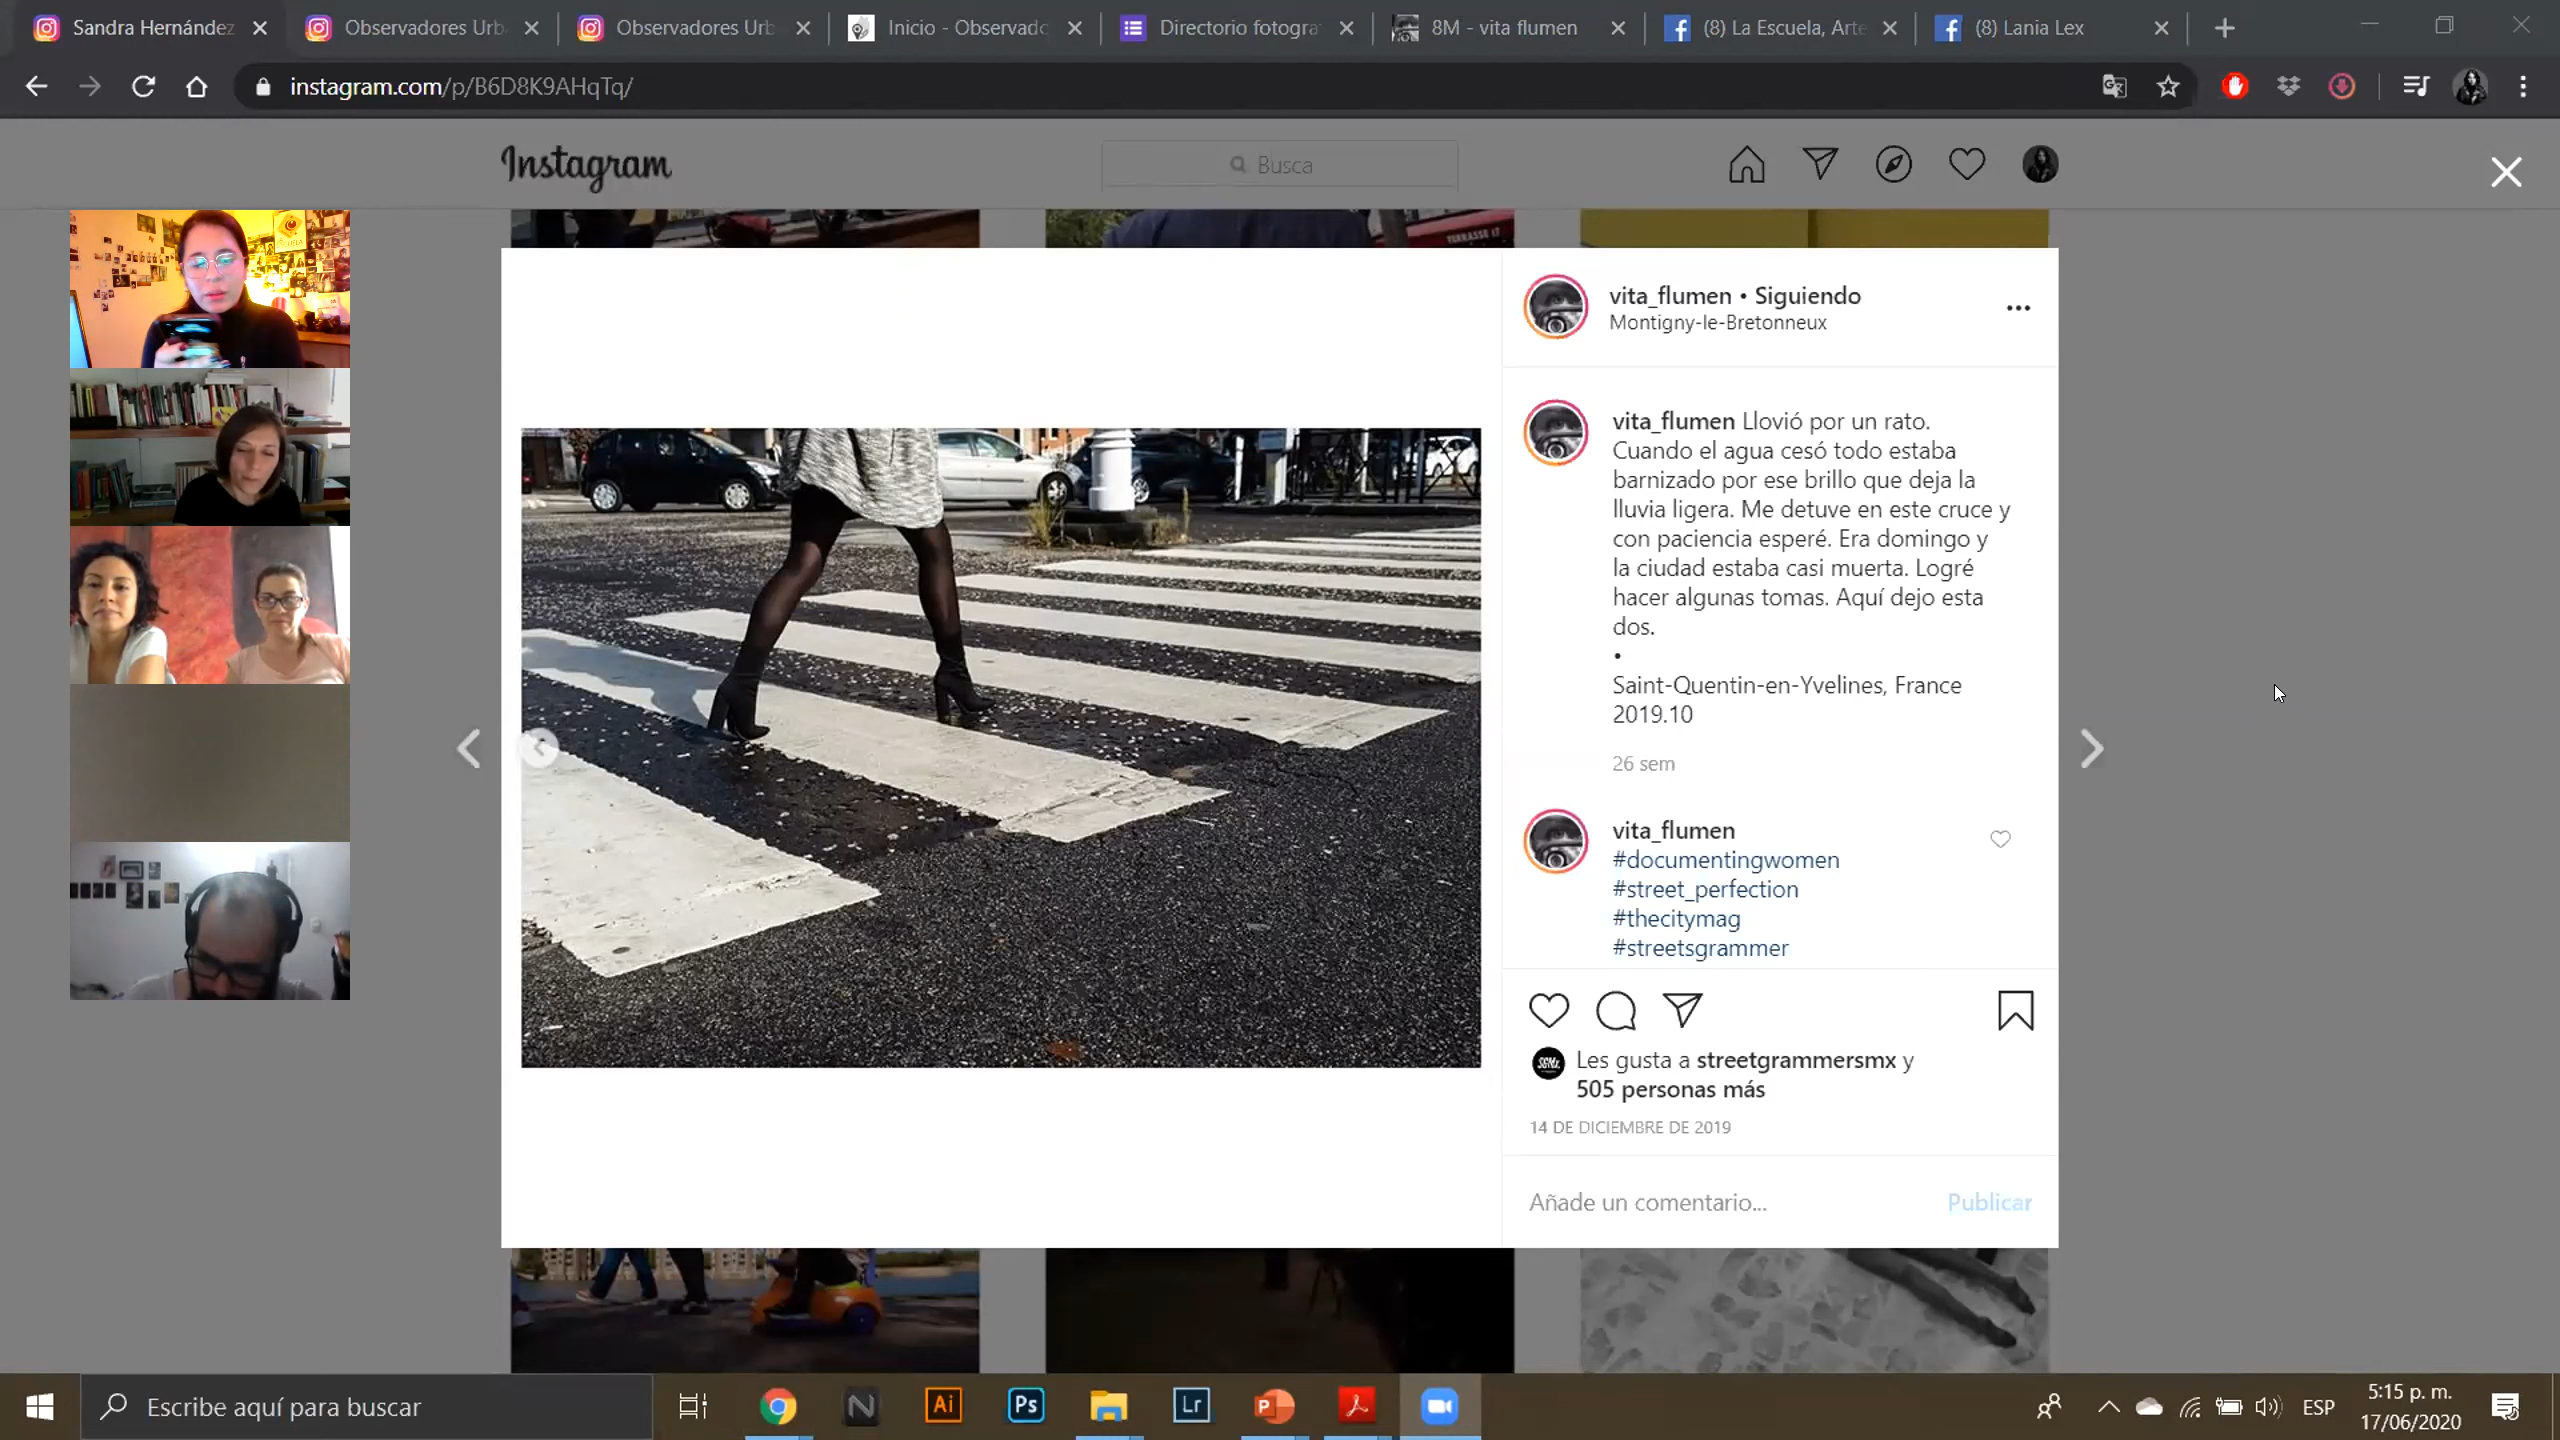 Sandra Hernández
Observadores Urb
Observadores Urb
Inicio - Observado
Directorio fotogra
8M - vita flumen
(8) La Escuela, Arte
(8) Lania Lex
instagram.com/p/B6D8K9AHqTq/
Instagram
Busca
TERRASSE 17
vita_flumen • Siguiendo
Montigny-le-Bretonneux
vita_flumen Llovió por un rato.
Cuando el agua cesó todo estaba
barnizado por ese brillo que deja la
lluvia ligera. Me detuve en este cruce y
con paciencia esperé. Era domingo y
la ciudad estaba casi muerta. Logré
hacer algunas tomas. Aquí dejo esta
dos.
•
Saint-Quentin-en-Yvelines, France
2019.10
26 sem
vita_flumen
#documentingwomen
#street_perfection
#thecitymag
#streetsgrammer
Les gusta a streetgrammersmx y
505 personas más
14 DE DICIEMBRE DE 2019
Añade un comentario...
Publicar
Escribe aquí para buscar
N
Ai
Ps
Lr
P
ESP
5:15 p. m.
17/06/2020